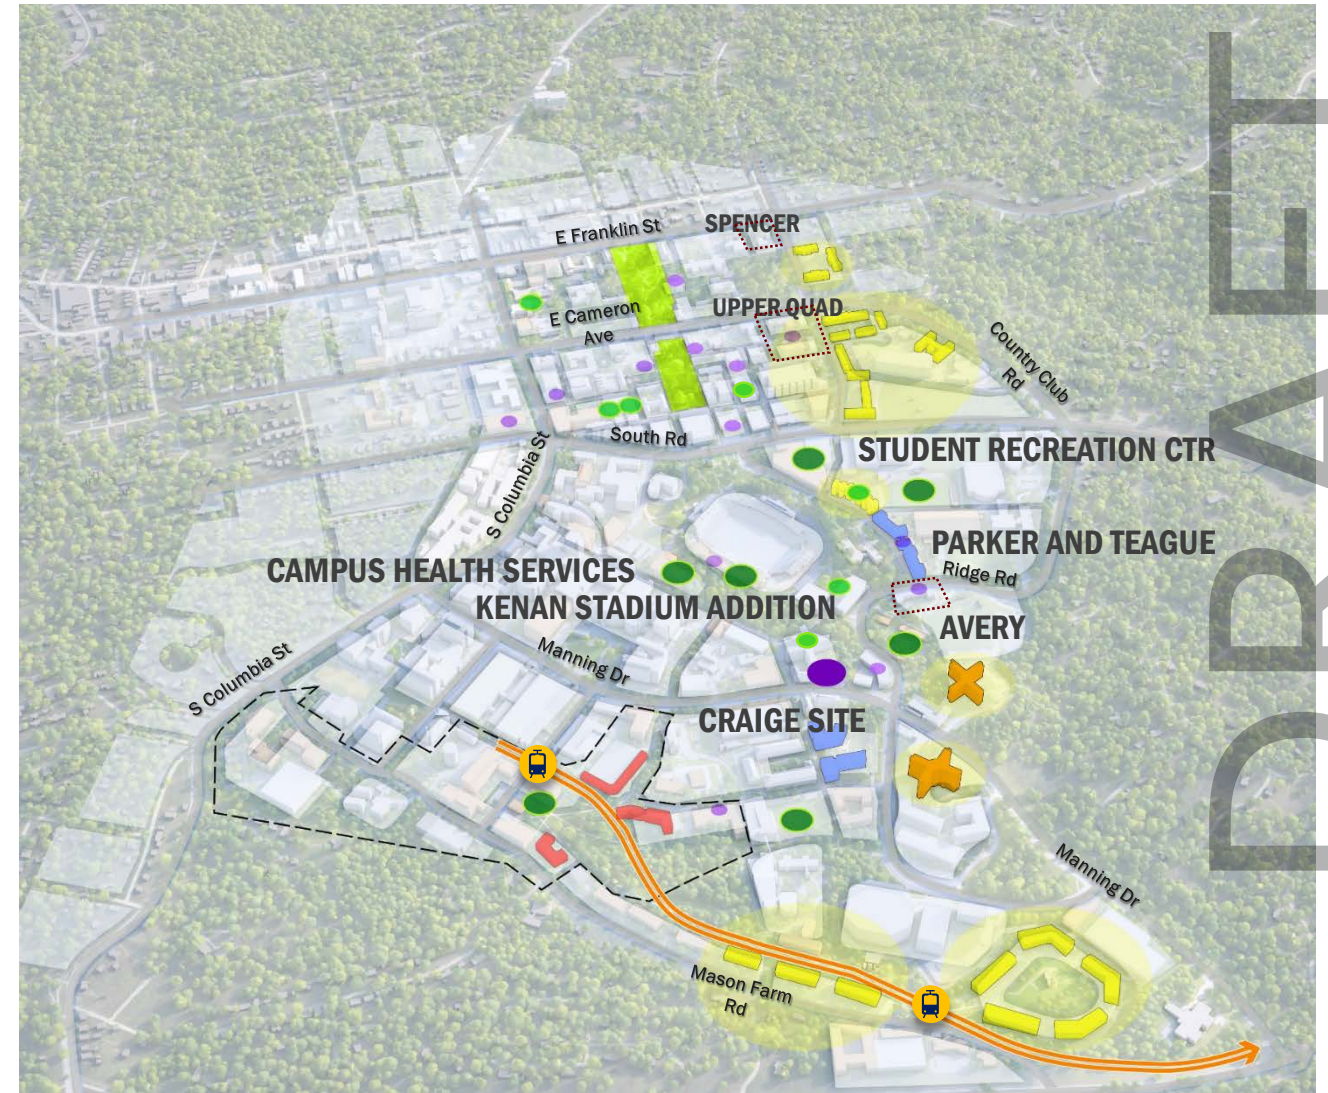 SPENCER
E Franklin St
UPPER QUAD
E Cameron
Ave
Country Club
Rd
South Rd
STUDENT RECREATION CTR
S Columbia St
PARKER AND TEAGUE
Ridge Rd
CAMPUS HEALTH SERVICES
KENAN STADIUM ADDITION
AVERY
Manning Dr
S Columbia St
CRAIGE SITE
Manning Dr
Mason Farm
Rd
DRAFT